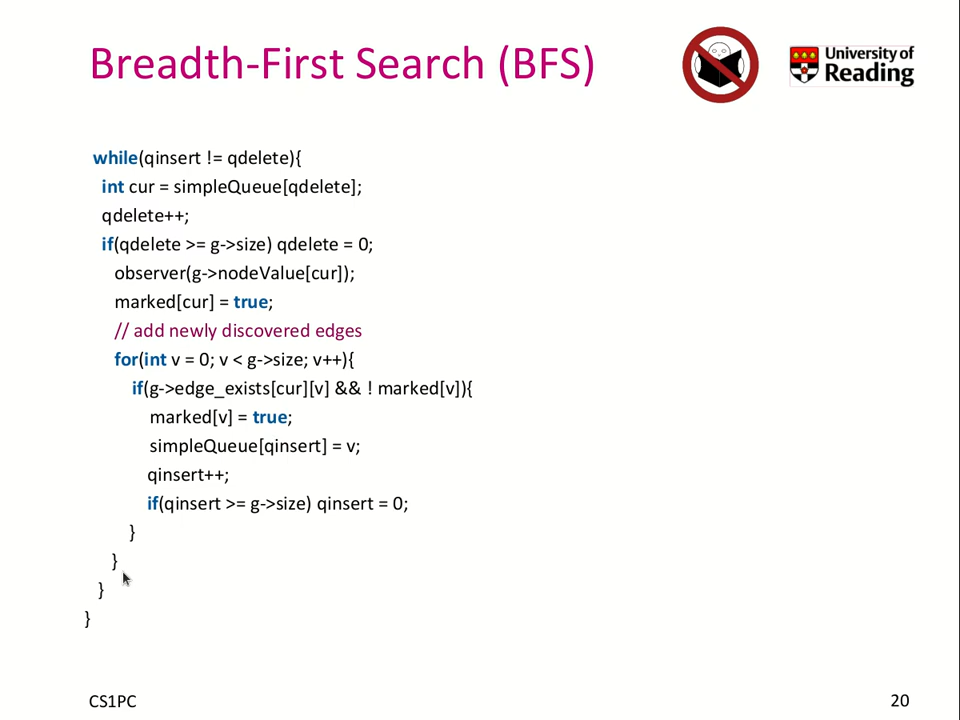 Breadth-First Search (BFS)
University of
Reading
while(qinsert != qdelete){
int cur = simpleQueue[qdelete];
qdelete++;
if(qdelete >= g->size) qdelete = 0;
observer(g->nodeValue[cur]);
marked[cur] = true;
// add newly discovered edges
for(int v = 0; v < g->size; v++){
if(g->edge_exists[cur][v] && ! marked[v]){
marked[v] = true;
simpleQueue[qinsert] = v;
qinsert++;
if(qinsert >= g->size) qinsert = 0;
}
}
}
}
CS1PC
20